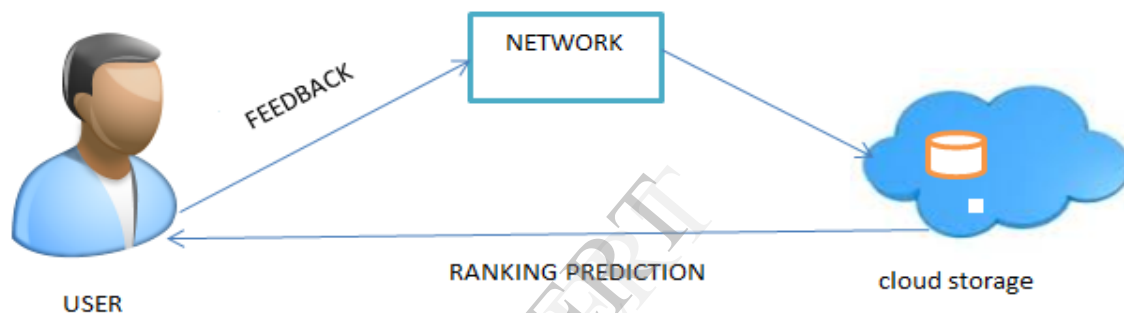 NETWORK
FEEDBACK
RANKING PREDICTION
cloud storage
USER